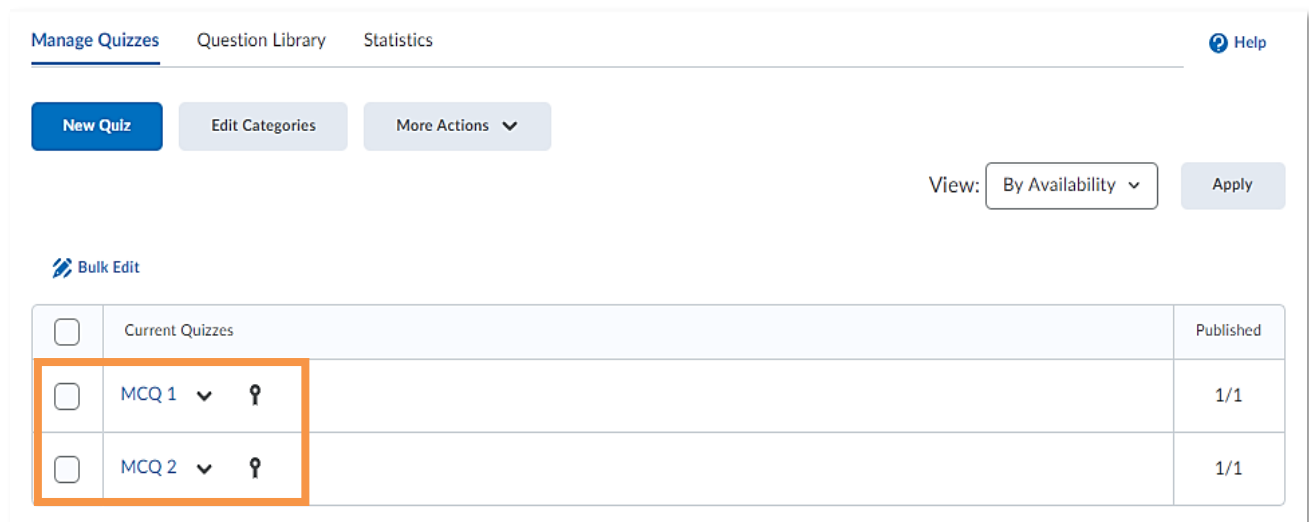 Manage Quizzes Question Library Statistics Help
New Quiz Edit Categories More Actions
View: By Availability Apply
Bulk Edit
Current Quizzes Published
MCQ 1 1/1
MCQ 2 1/1